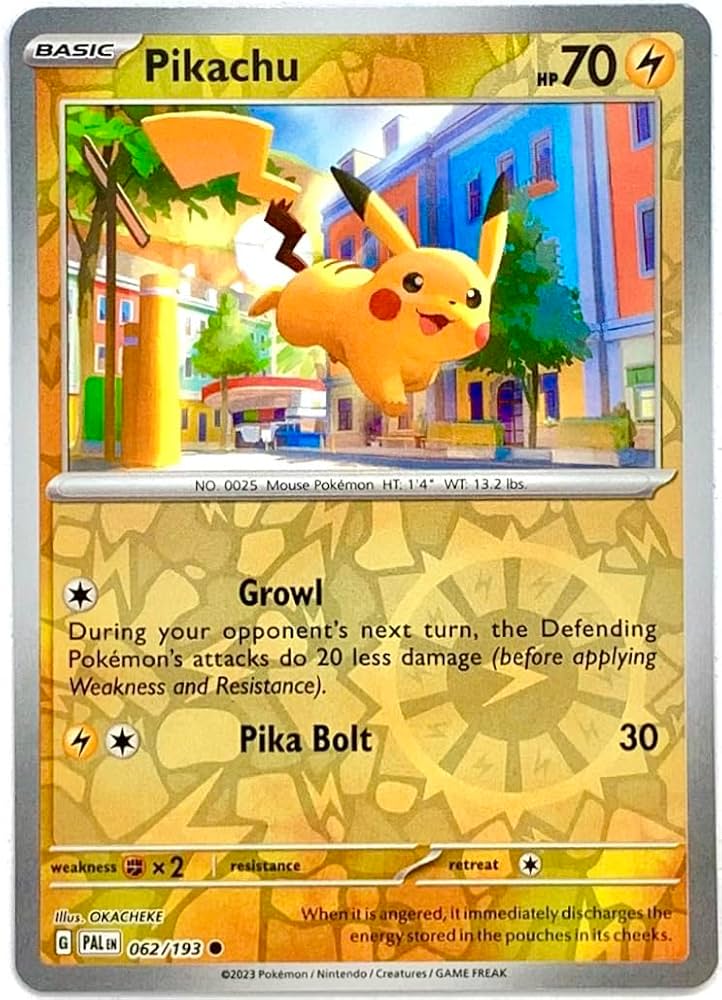 BASIC
Pikachu
HP 70
NO. 0025 Mouse Pokémon HT: 1'4" WT: 13.2 lbs.
Growl
During your opponent's next turn, the Defending
Pokémon's attacks do 20 less damage (before applying
Weakness and Resistance).
Pika Bolt 30
weakness ×2 resistance retreat
Illus. OKACHEKE
When it is angered, it immediately discharges the
energy stored in the pouches in its cheeks.
G PAL EN 062/193
©2023 Pokémon / Nintendo / Creatures / GAME FREAK